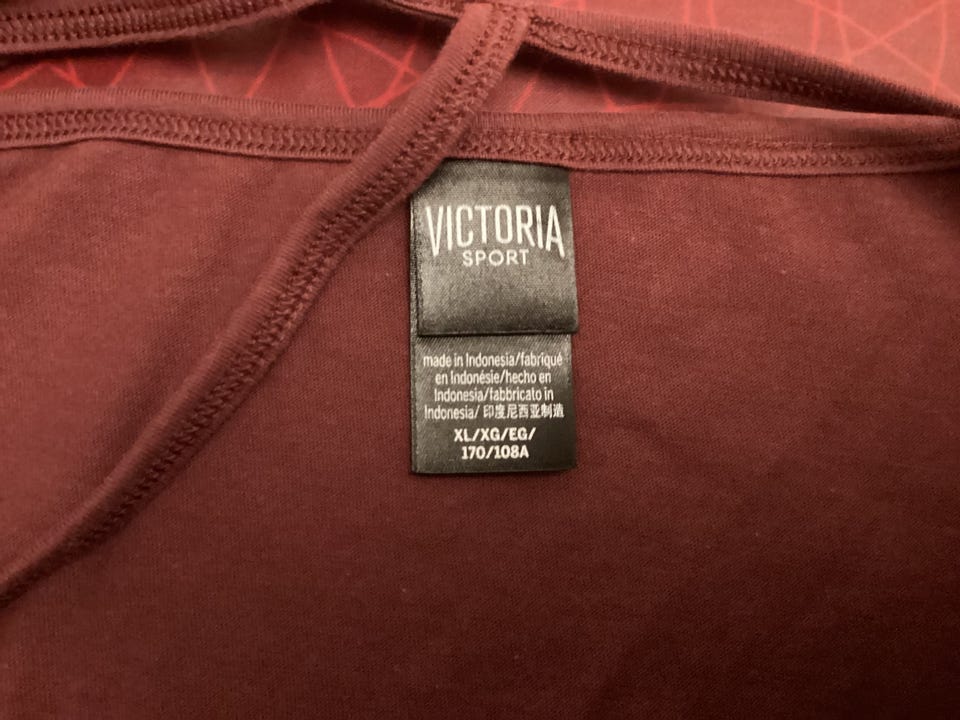 VICTORIA
SPORT
made in Indonesia/fabriqué
en Indonésie/hecho en
Indonesia/fabbricato in
Indonesia/ 印度尼西亚制造
XL/XG/EG/
170/108A